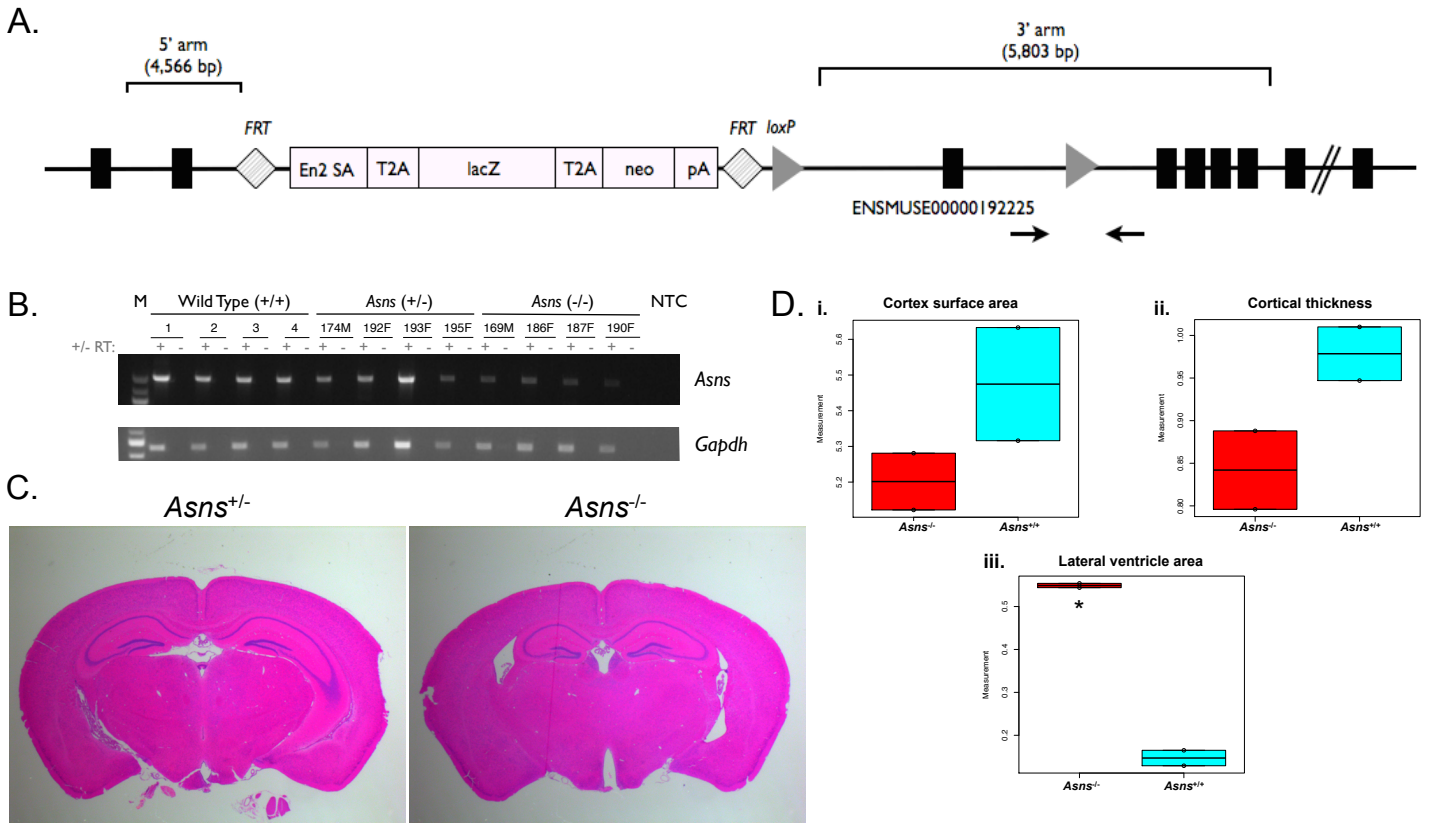 A.
5' arm
(4,566 bp)
3' arm
(5,803 bp)
FRT
FRT
loxP
En2 SA
T2A
lacZ
T2A
neo
pA
ENSMUSE00000192225
B.
M
Wild Type (+/+)
Asns (+/-)
Asns (-/-)
NTC
1 2 3 4 174M 192F 193F 195F 169M 186F 187F 190F
+/- RT: + - + - + - + - + - + - + - + - + - + - + - + -
Asns
Gapdh
C.
Asns+/-
Asns-/-
D.
i.
Cortex surface area
Measurement
5.6
5.5
5.4
5.3
5.2
Asns-/-
Asns+/+
ii.
Cortical thickness
Measurement
1.00
0.95
0.90
0.85
0.80
Asns-/-
Asns+/+
iii.
Lateral ventricle area
Measurement
0.5
0.4
0.3
0.2
*
Asns-/-
Asns+/+